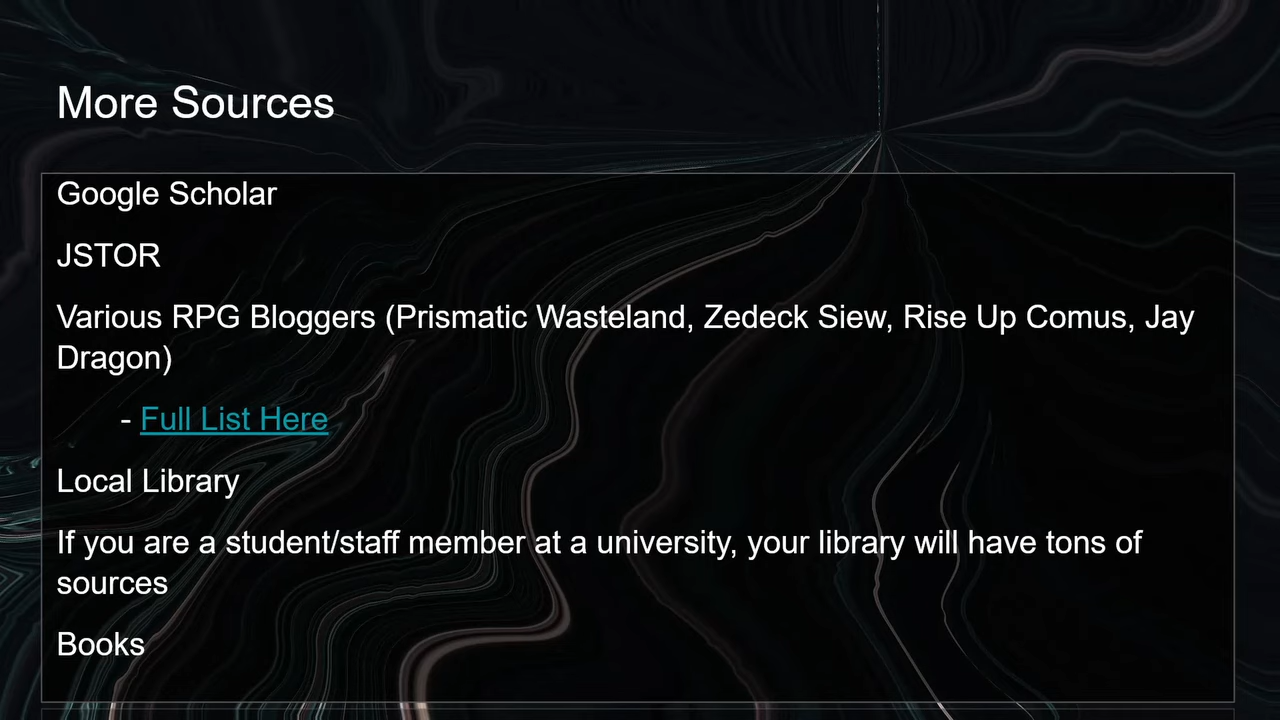 More Sources
Google Scholar
JSTOR
Various RPG Bloggers (Prismatic Wasteland, Zedeck Siew, Rise Up Comus, Jay
Dragon)
- Full List Here
Local Library
If you are a student/staff member at a university, your library will have tons of
sources
Books